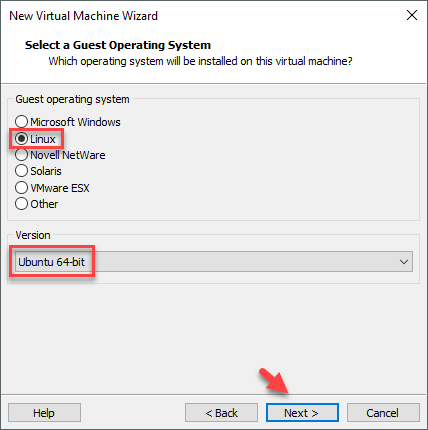 New Virtual Machine Wizard
Select a Guest Operating System
Which operating system will be installed on this virtual machine?
Guest operating system
Microsoft Windows
Linux
Novell NetWare
Solaris
VMware ESX
Other
Version
Ubuntu 64-bit
Help
< Back
Next >
Cancel